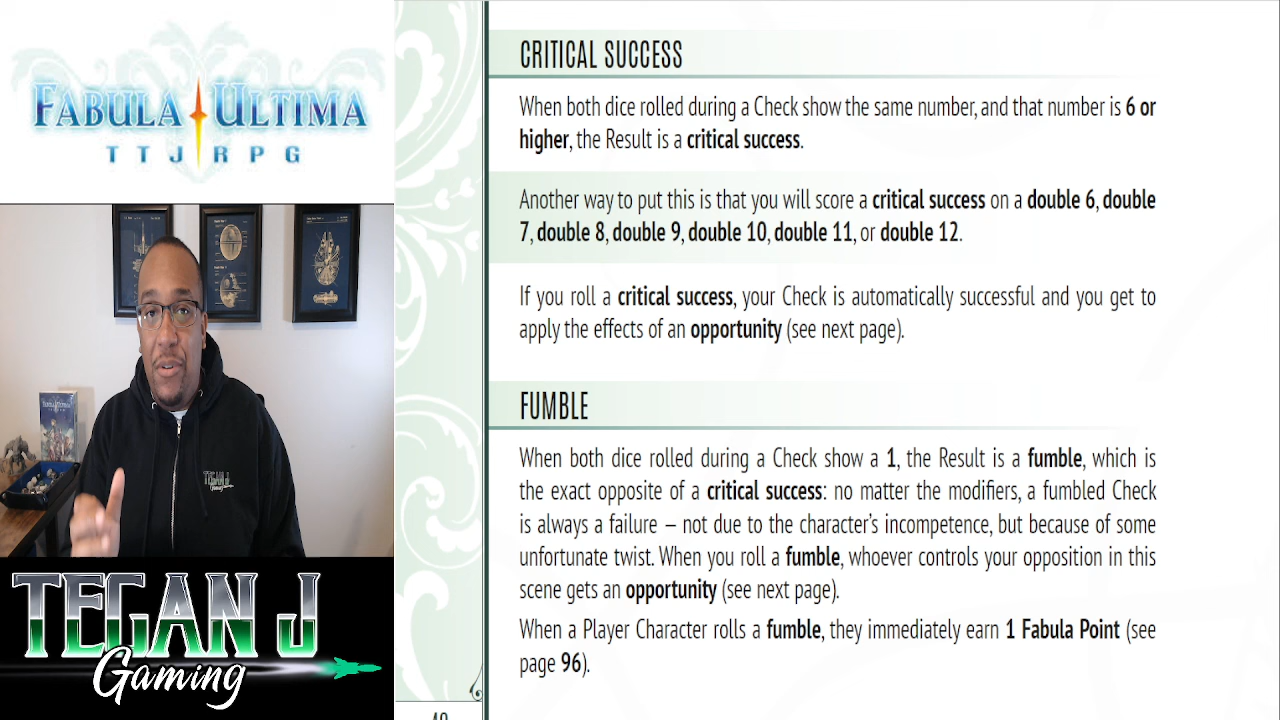 FABULA ULTIMA
TTJRPG
TEGAN J
Gaming
TEGAN J
Gaming
CRITICAL SUCCESS
When both dice rolled during a Check show the same number, and that number is 6 or
higher, the Result is a critical success.
Another way to put this is that you will score a critical success on a double 6, double
7, double 8, double 9, double 10, double 11, or double 12.
If you roll a critical success, your Check is automatically successful and you get to
apply the effects of an opportunity (see next page).
FUMBLE
When both dice rolled during a Check show a 1, the Result is a fumble, which is
the exact opposite of a critical success: no matter the modifiers, a fumbled Check
is always a failure – not due to the character's incompetence, but because of some
unfortunate twist. When you roll a fumble, whoever controls your opposition in this
scene gets an opportunity (see next page).
When a Player Character rolls a fumble, they immediately earn 1 Fabula Point (see
page 96).